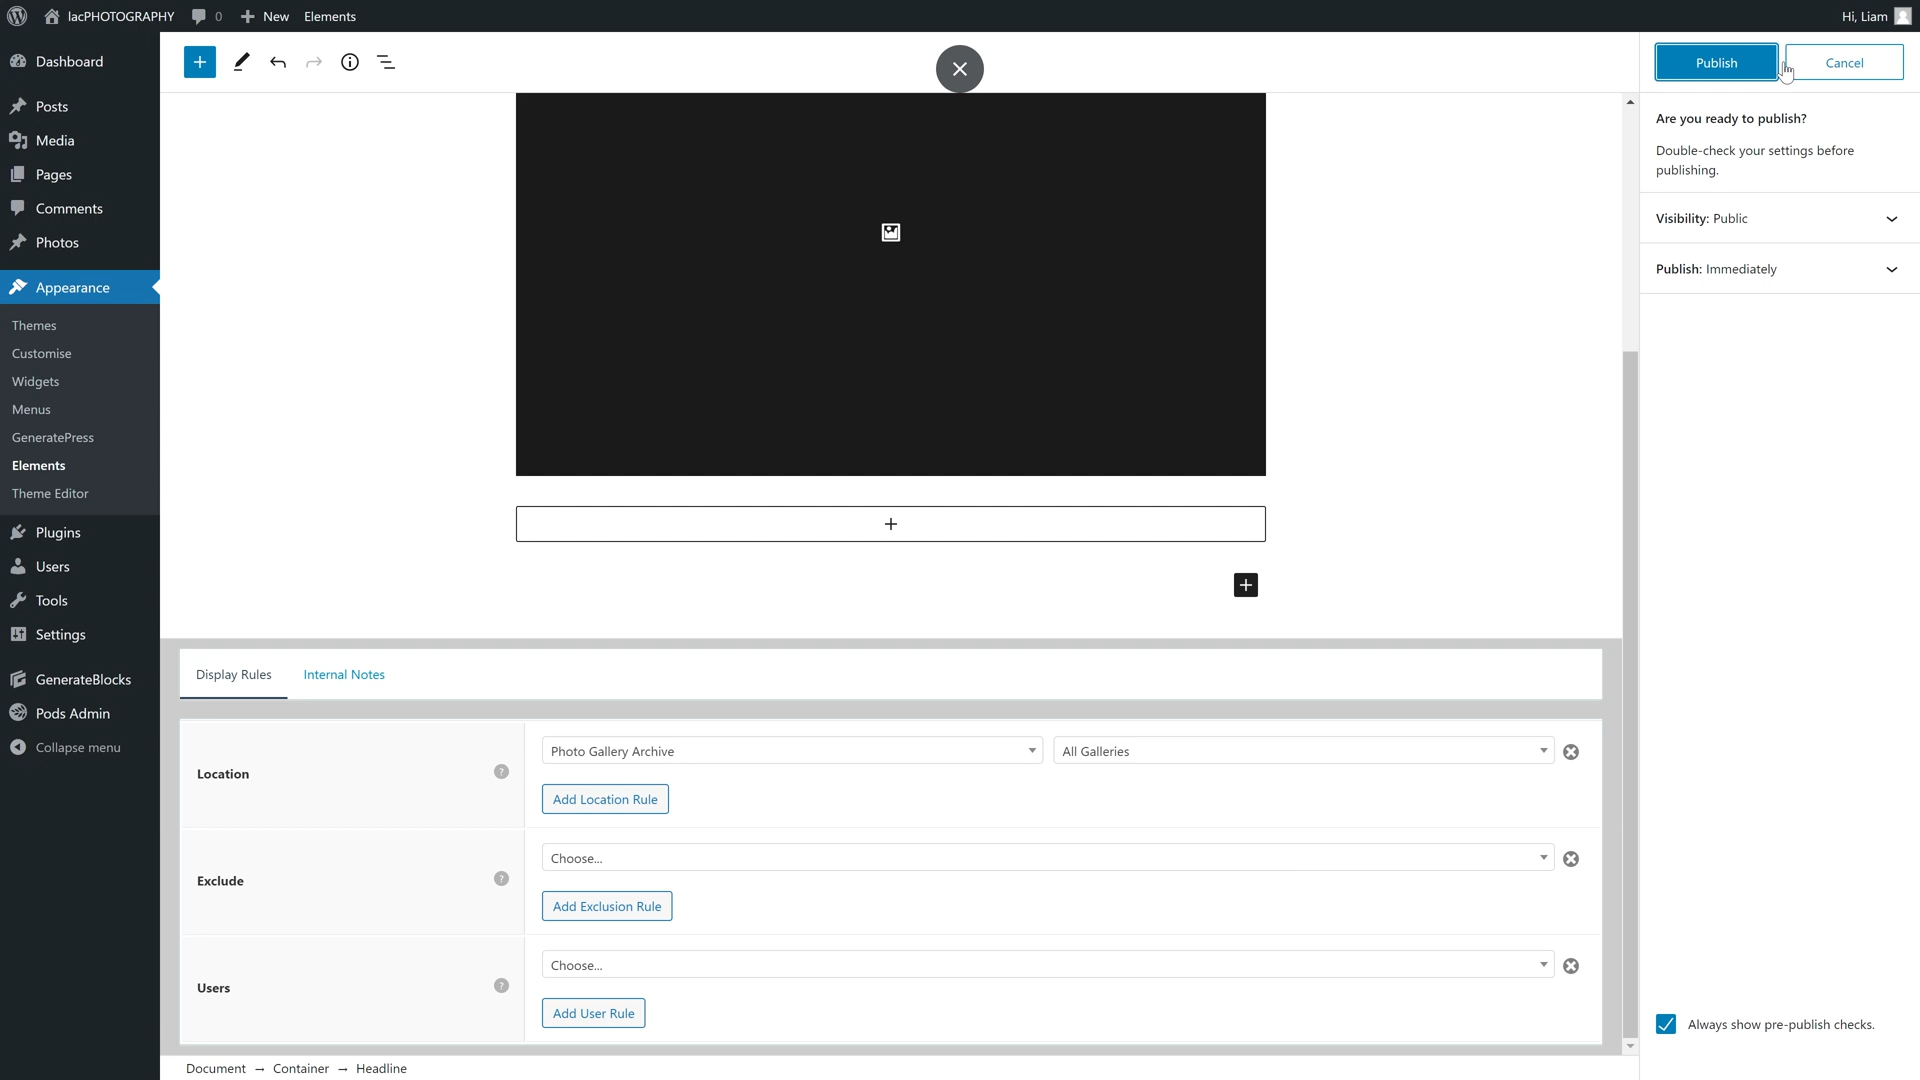 lacPHOTOGRAPHY 0 New Elements Hi, Liam
Dashboard
Posts
Media
Pages
Comments
Photos
Appearance
Themes
Customise
Widgets
Menus
GeneratePress
Elements
Theme Editor
Plugins
Users
Tools
Settings
GenerateBlocks
Pods Admin
Collapse menu
Publish Cancel
Are you ready to publish?
Double-check your settings before
publishing.
Visibility: Public
Publish: Immediately
Display Rules Internal Notes
Location
Photo Gallery Archive All Galleries
Add Location Rule
Exclude
Choose...
Add Exclusion Rule
Users
Choose...
Add User Rule
Always show pre-publish checks.
Document → Container → Headline